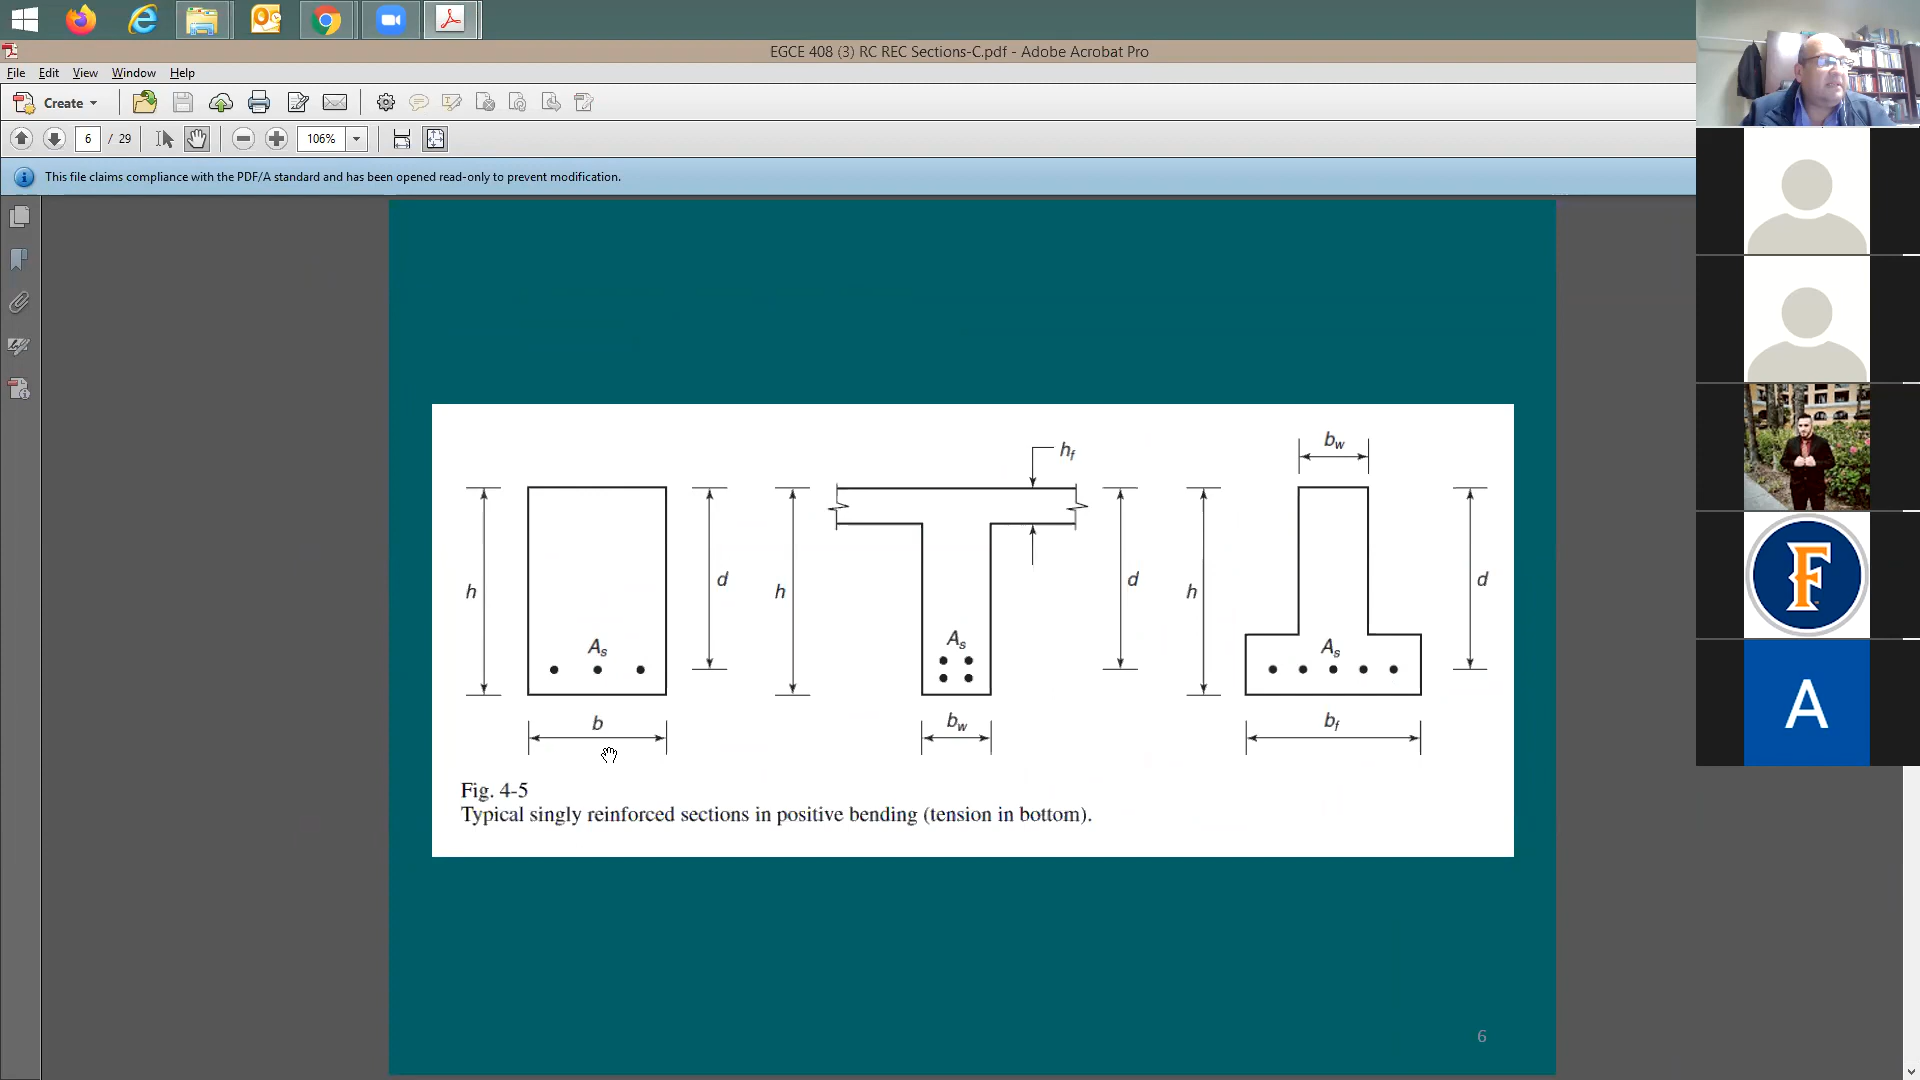 EGCE 408 (3) RC REC Sections-C.pdf - Adobe Acrobat Pro
File Edit View Window Help
Create
6 / 29 106%
This file claims compliance with the PDF/A standard and has been opened read-only to prevent modification.
hf
bw
h
d
h
d
h
d
As
As
As
b
bw
bf
Fig. 4-5
Typical singly reinforced sections in positive bending (tension in bottom).
6
F
A